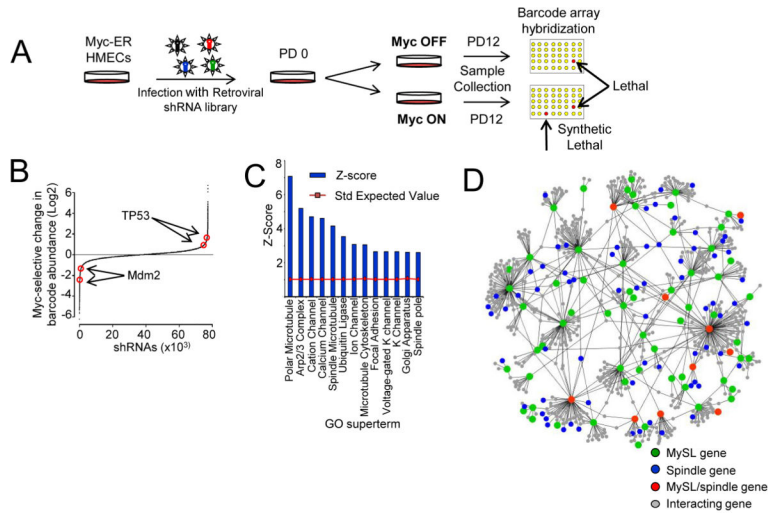 A
Myc-ER
HMECs
Infection with Retroviral
shRNA library
PD 0
Myc OFF
Myc ON
PD12
Sample
Collection
PD12
Barcode array
hybridization
Lethal
Synthetic
Lethal
B
Myc-selective change in
barcode abundance (Log2)
6
4
2
0
-2
-4
-6
TP53
Mdm2
0
40
80
shRNAs (x10³)
C
Z-Score
8
6
4
2
Z-score
Std Expected Value
Polar Microtubule
Arp2/3 Complex
Cation Channel
Calcium Channel
Spindle Microtubule
Ubiquitin Ligase
Ion Channel
Microtubule Cytoskeleton
Focal Adhesion
Voltage-gated K channel
K Channel
Golgi Apparatus
Spindle pole
GO superterm
D
MySL gene
Spindle gene
MySL/spindle gene
Interacting gene